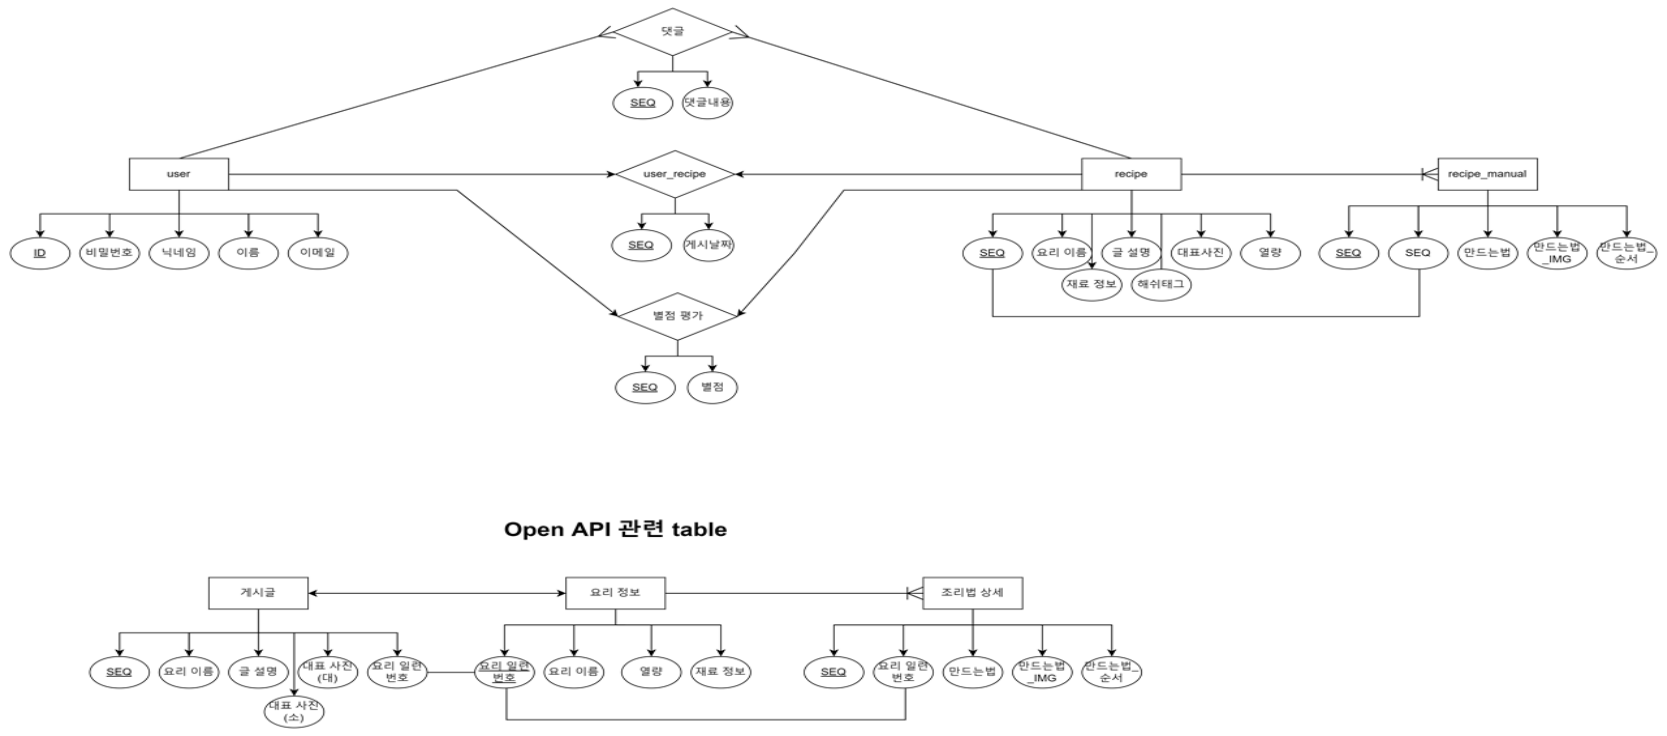 댓글
SEQ
댓글내용
user
user_recipe
recipe
recipe_manual
ID
비밀번호
닉네임
이름
이메일
SEQ
게시날짜
SEQ
요리 이름
글 설명
대표사진
열량
재료 정보
해쉬태그
SEQ
SEQ
만드는법
만드는법
_IMG
만드는법_
순서
별점 평가
SEQ
별점
Open API 관련 table
게시글
요리 정보
조리법 상세
SEQ
요리 이름
글 설명
대표 사진
(대)
요리 일련
번호
대표 사진
(소)
요리 일련
번호
요리 이름
열량
재료 정보
SEQ
요리 일련
번호
만드는법
만드는법
_IMG
만드는법_
순서